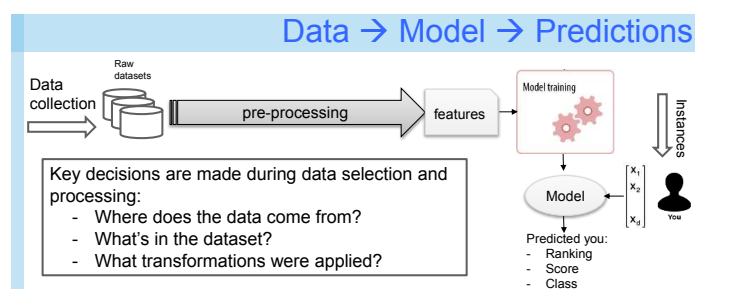 Data → Model → Predictions
Raw
datasets
Data
collection
pre-processing
features
Model training
Instances
Key decisions are made during data selection and
processing:
- Where does the data come from?
- What's in the dataset?
- What transformations were applied?
Model
x₁
x₂
x_d
You
Predicted you:
- Ranking
- Score
- Class